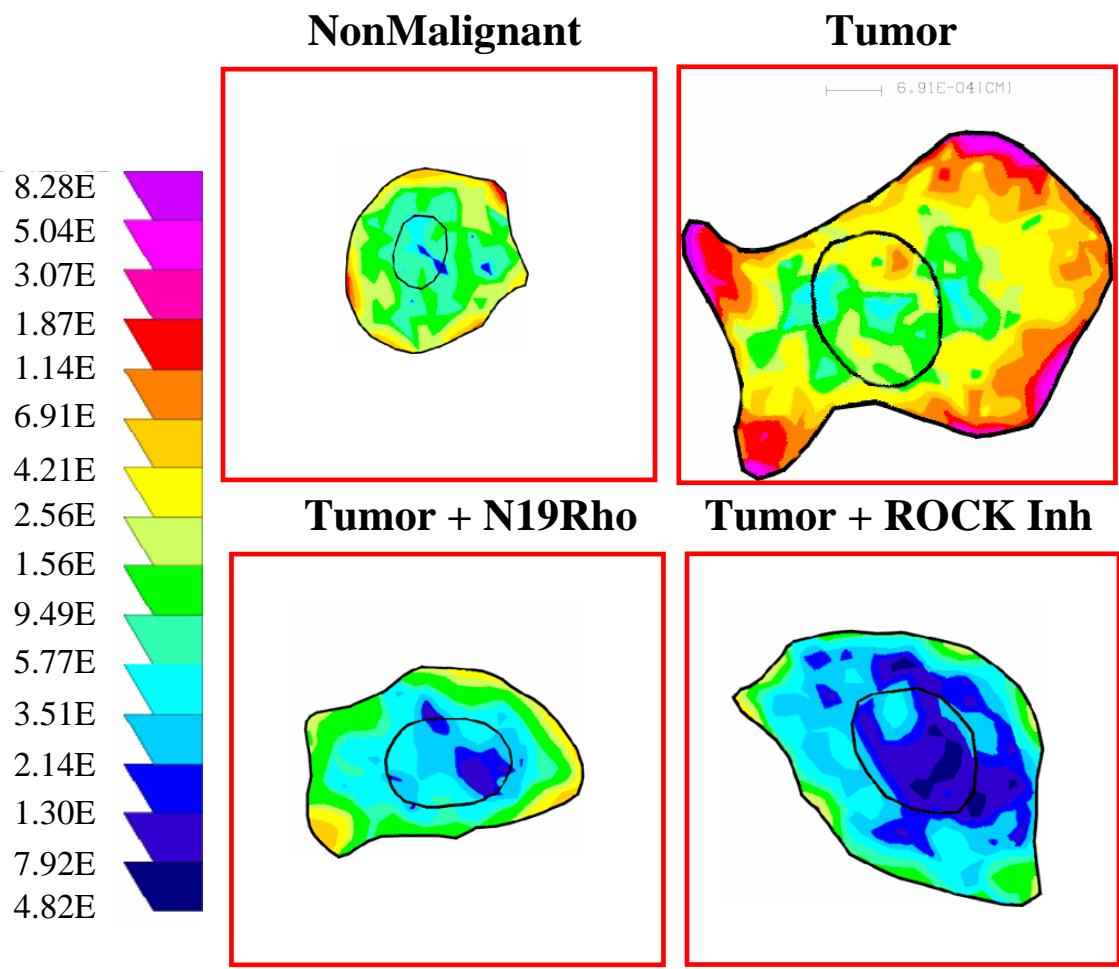 NonMalignant Tumor
6.91E-04[CM]
8.28E
5.04E
3.07E
1.87E
1.14E
6.91E
4.21E
2.56E
1.56E
9.49E
5.77E
3.51E
2.14E
1.30E
7.92E
4.82E
Tumor + N19Rho Tumor + ROCK Inh